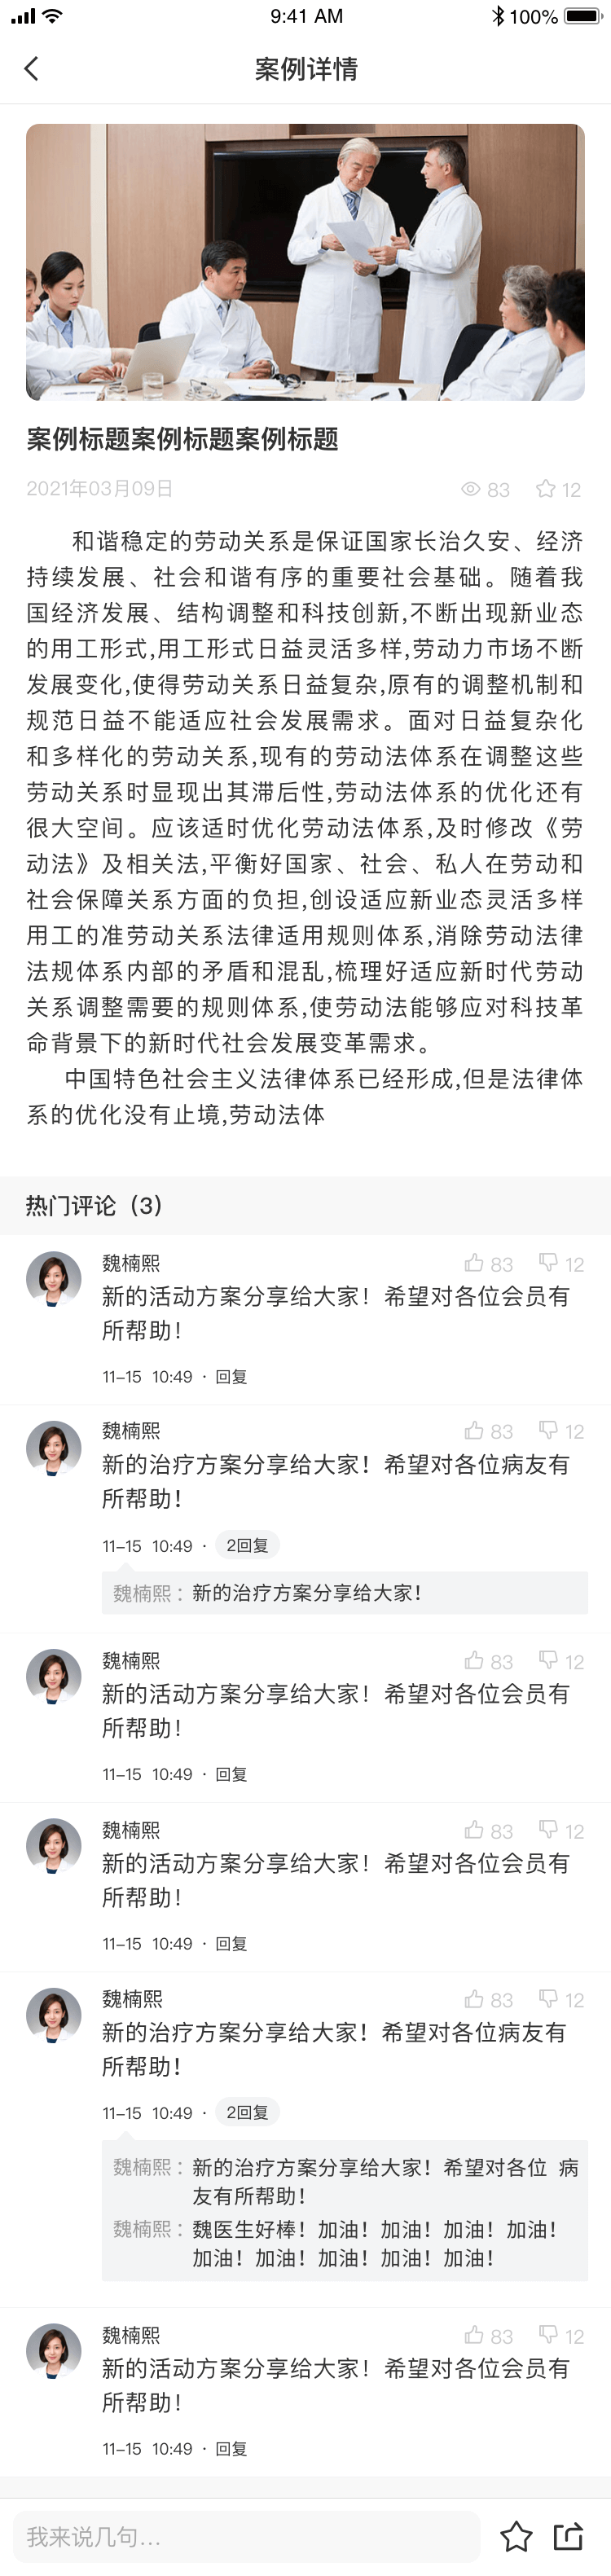 9:41 AM
100%
案例详情
案例标题案例标题案例标题
2021年03月09日
83
12
和谐稳定的劳动关系是保证国家长治久安、经济
持续发展、社会和谐有序的重要社会基础。随着我
国经济发展、结构调整和科技创新,不断出现新业态
的用工形式,用工形式日益灵活多样,劳动力市场不断
发展变化,使得劳动关系日益复杂,原有的调整机制和
规范日益不能适应社会发展需求。面对日益复杂化
和多样化的劳动关系,现有的劳动法体系在调整这些
劳动关系时显现出其滞后性,劳动法体系的优化还有
很大空间。应该适时优化劳动法体系,及时修改《劳
动法》及相关法,平衡好国家、社会、私人在劳动和
社会保障关系方面的负担,创设适应新业态灵活多样
用工的准劳动关系法律适用规则体系,消除劳动法律
法规体系内部的矛盾和混乱,梳理好适应新时代劳动
关系调整需要的规则体系,使劳动法能够应对科技革
命背景下的新时代社会发展变革需求。
中国特色社会主义法律体系已经形成,但是法律体
系的优化没有止境,劳动法体
热门评论（3）
魏楠熙
83
12
新的活动方案分享给大家！希望对各位会员有
所帮助！
11-15 10:49 · 回复
魏楠熙
83
12
新的治疗方案分享给大家！希望对各位病友有
所帮助！
11-15 10:49 · 2回复
魏楠熙：新的治疗方案分享给大家！
魏楠熙
83
12
新的活动方案分享给大家！希望对各位会员有
所帮助！
11-15 10:49 · 回复
魏楠熙
83
12
新的活动方案分享给大家！希望对各位会员有
所帮助！
11-15 10:49 · 回复
魏楠熙
83
12
新的治疗方案分享给大家！希望对各位病友有
所帮助！
11-15 10:49 · 2回复
魏楠熙：新的治疗方案分享给大家！希望对各位 病
友有所帮助！
魏楠熙：魏医生好棒！加油！加油！加油！加油！
加油！加油！加油！加油！加油！
魏楠熙
83
12
新的活动方案分享给大家！希望对各位会员有
所帮助！
11-15 10:49 · 回复
我来说几句...